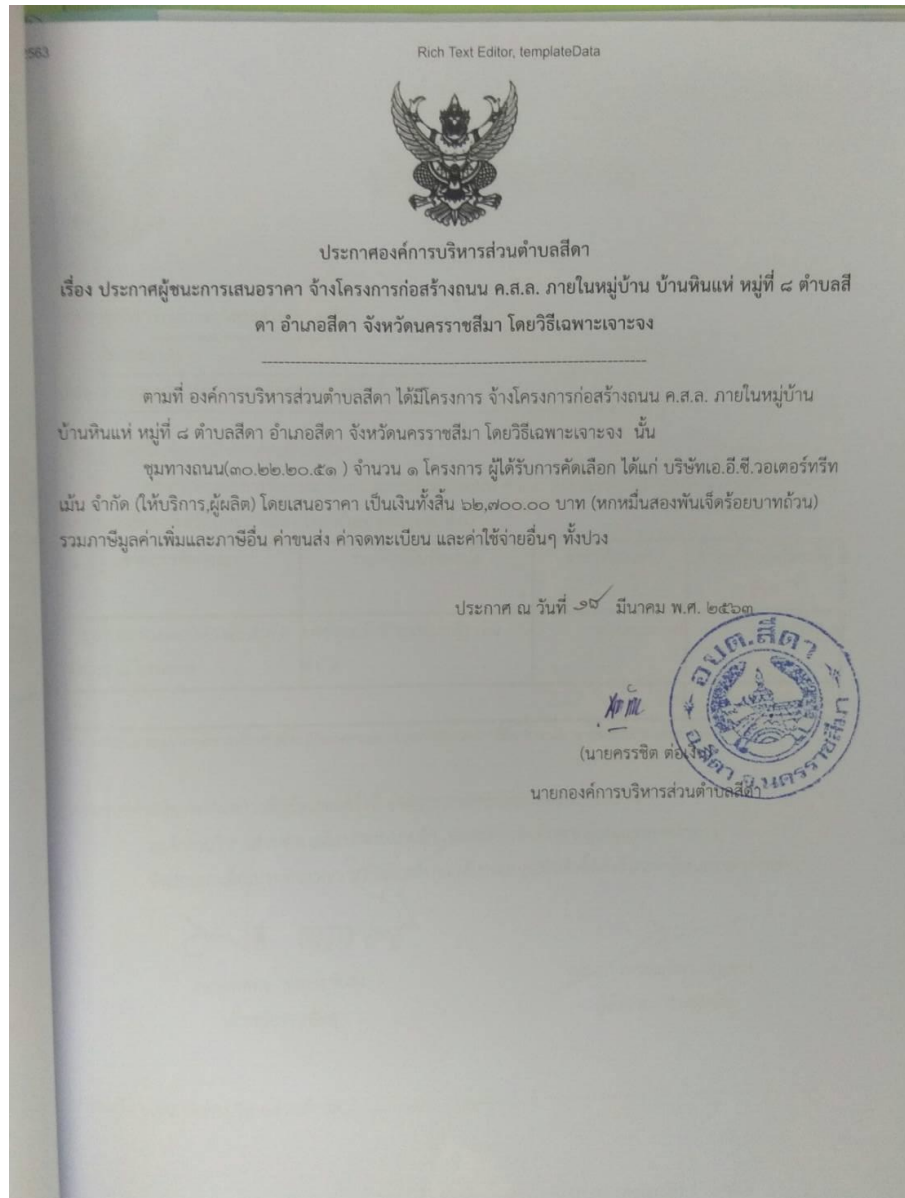 2563
Rich Text Editor, templateData
ประกาศองค์การบริหารส่วนตำบลสีดา
เรื่อง ประกาศผู้ชนะการเสนอราคา จ้างโครงการก่อสร้างถนน ค.ส.ล. ภายในหมู่บ้าน บ้านหินแห่ หมู่ที่ ๘ ตำบลสี
ดา อำเภอสีดา จังหวัดนครราชสีมา โดยวิธีเฉพาะเจาะจง
ตามที่ องค์การบริหารส่วนตำบลสีดา ได้มีโครงการ จ้างโครงการก่อสร้างถนน ค.ส.ล. ภายในหมู่บ้าน
บ้านหินแห่ หมู่ที่ ๘ ตำบลสีดา อำเภอสีดา จังหวัดนครราชสีมา โดยวิธีเฉพาะเจาะจง นั้น
ชุมทางถนน(๓๐.๒๒.๒๐.๕๑ ) จำนวน ๑ โครงการ ผู้ได้รับการคัดเลือก ได้แก่ บริษัทเอ.อี.ซี.วอเตอร์ทรีท
เม้น จำกัด (ให้บริการ,ผู้ผลิต) โดยเสนอราคา เป็นเงินทั้งสิ้น ๖๒,๗๐๐.๐๐ บาท (หกหมื่นสองพันเจ็ดร้อยบาทถ้วน)
รวมภาษีมูลค่าเพิ่มและภาษีอื่น ค่าขนส่ง ค่าจดทะเบียน และค่าใช้จ่ายอื่นๆ ทั้งปวง
ประกาศ ณ วันที่ มีนาคม พ.ศ. ๒๕๖๓
อบต.สีดา
อ.สีดา จ.นครราชสีมา
(นายครรชิต
นายกองค์การบริหารส่วนตำบลสีดา